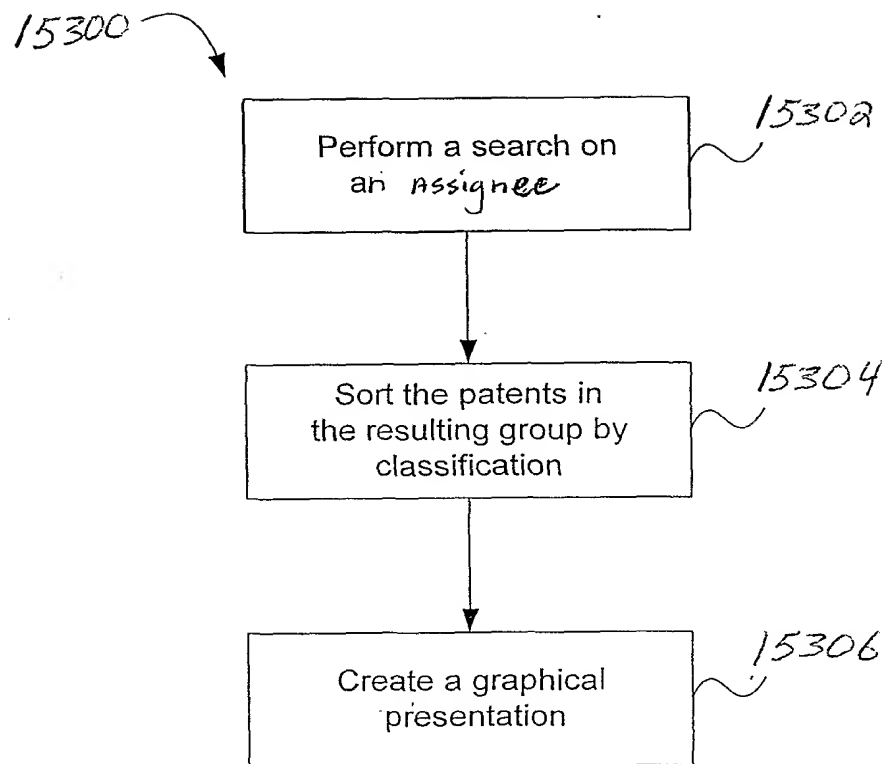 15300
15302
Perform a search on
an Assignee
15304
Sort the patents in
the resulting group by
classification
15306
Create a graphical
presentation